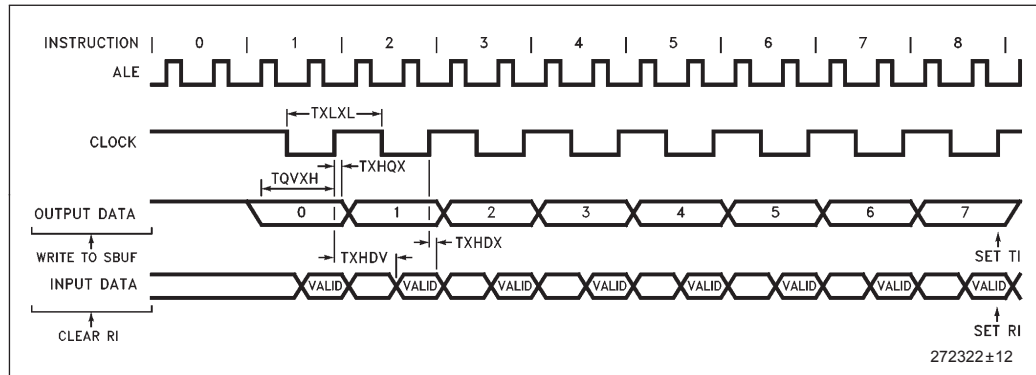 INSTRUCTION | 0 | 1 | 2 | 3 | 4 | 5 | 6 | 7 | 8 |
ALE
TXLXL
CLOCK
TXHQX
TQVXH
OUTPUT DATA 0 1 2 3 4 5 6 7
WRITE TO SBUF
TXHDX
TXHDV
SET TI
INPUT DATA VALID VALID VALID VALID VALID VALID VALID VALID
CLEAR RI
SET RI
272322±12